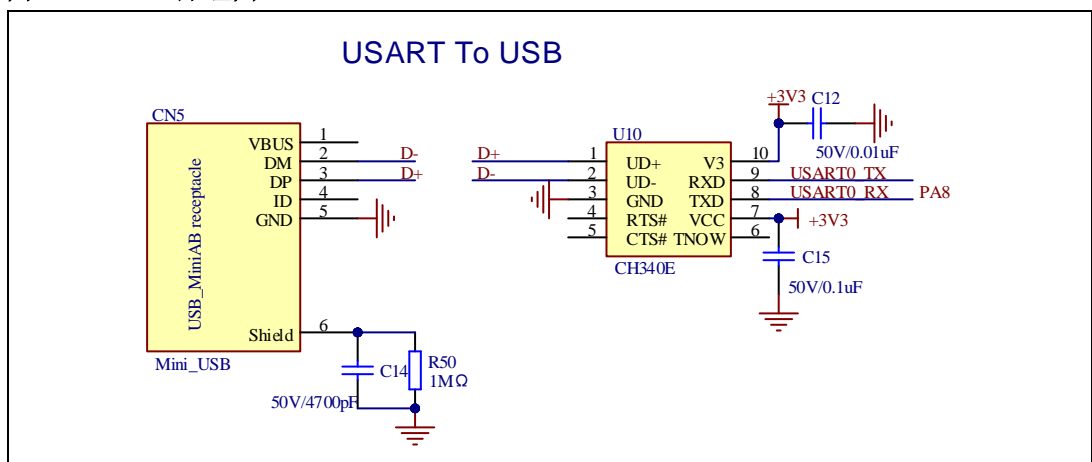 USART To USB
CN5
USB_MiniAB receptacle
VBUS 1
DM 2
DP 3
ID 4
GND 5
Shield 6
Mini_USB
D-
D+
C14
50V/4700pF
R50
1MΩ
D+
D-
U10
1 UD+ V3 10
2 UD- RXD 9
3 GND TXD 8
4 RTS# VCC 7
5 CTS# TNOW 6
CH340E
+3V3
C12
50V/0.01uF
USART0_TX
USART0_RX PA8
+3V3
C15
50V/0.1uF